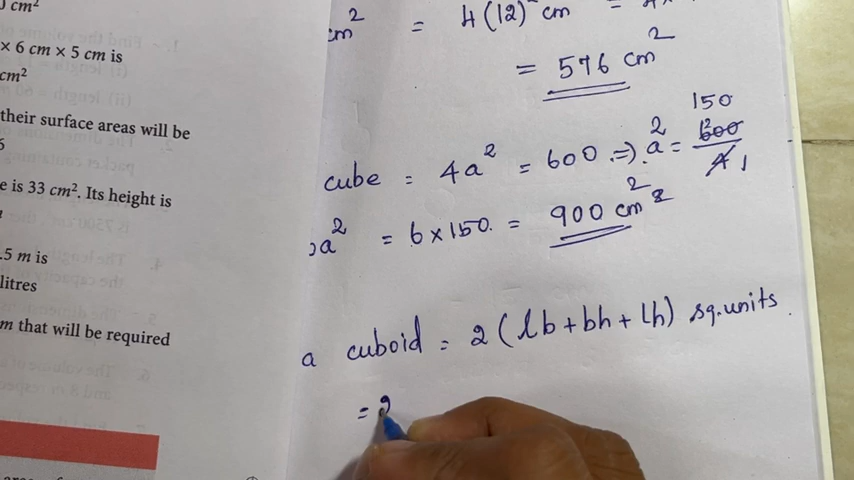 cm²
× 6 cm × 5 cm is
cm²
their surface areas will be
e is 33 cm². Its height is
.5 m is
litres
m that will be required
cm² = 4(12)² cm =
= 576 cm²
cube = 4a² = 600 ⇒ a² = 600/4 150
a² = 6 × 150 = 900 cm²
a cuboid = 2(lb + bh + lh) sq.units.
= 2